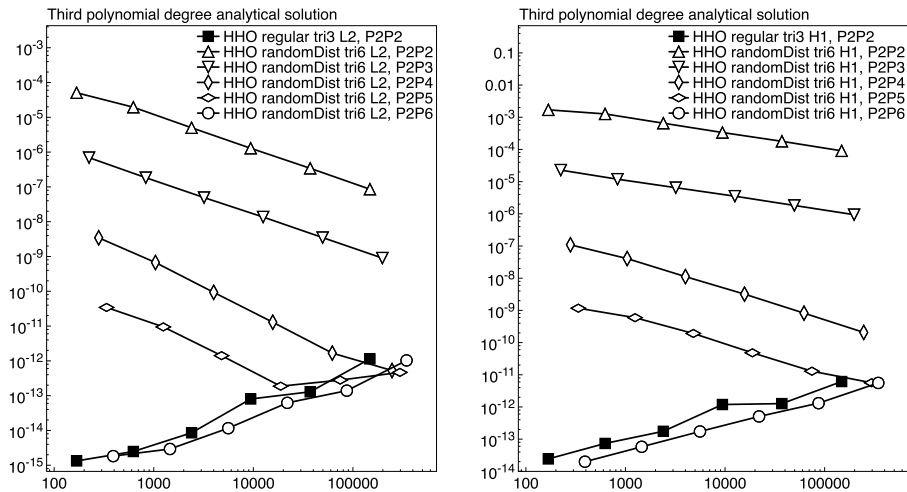 Third polynomial degree analytical solution
HHO regular tri3 L2, P2P2
HHO randomDist tri6 L2, P2P2
HHO randomDist tri6 L2, P2P3
HHO randomDist tri6 L2, P2P4
HHO randomDist tri6 L2, P2P5
HHO randomDist tri6 L2, P2P6
10⁻³
10⁻⁴
10⁻⁵
10⁻⁶
10⁻⁷
10⁻⁸
10⁻⁹
10⁻¹⁰
10⁻¹¹
10⁻¹²
10⁻¹³
10⁻¹⁴
10⁻¹⁵
100 1000 10000 100000
Third polynomial degree analytical solution
HHO regular tri3 H1, P2P2
HHO randomDist tri6 H1, P2P2
HHO randomDist tri6 H1, P2P3
HHO randomDist tri6 H1, P2P4
HHO randomDist tri6 H1, P2P5
HHO randomDist tri6 H1, P2P6
0.1
0.01
10⁻³
10⁻⁴
10⁻⁵
10⁻⁶
10⁻⁷
10⁻⁸
10⁻⁹
10⁻¹⁰
10⁻¹¹
10⁻¹²
10⁻¹³
10⁻¹⁴
100 1000 10000 100000